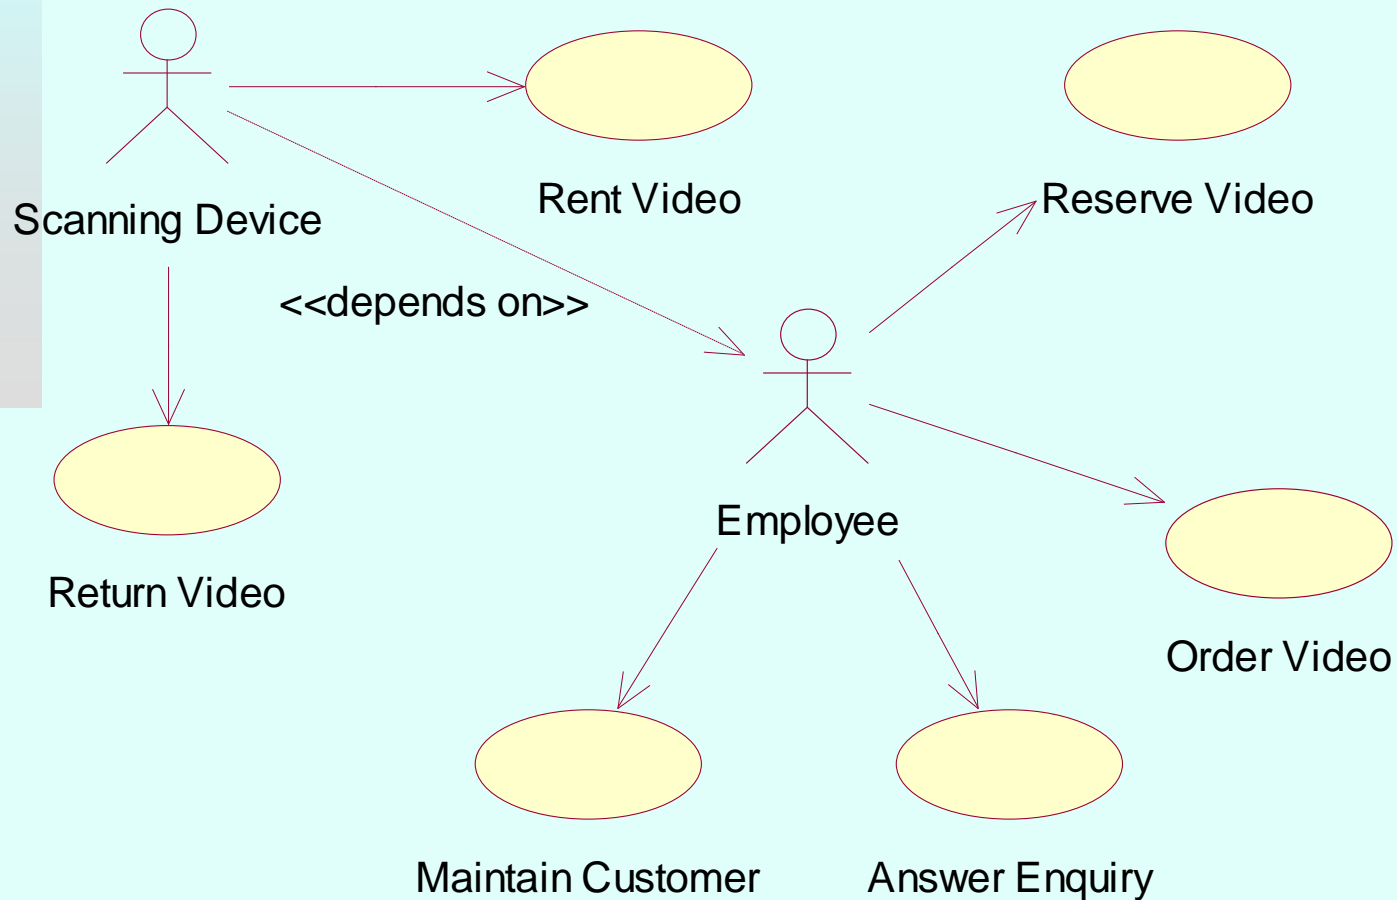 Rent Video
Reserve Video
Scanning Device
<<depends on>>
Employee
Return Video
Order Video
Maintain Customer
Answer Enquiry